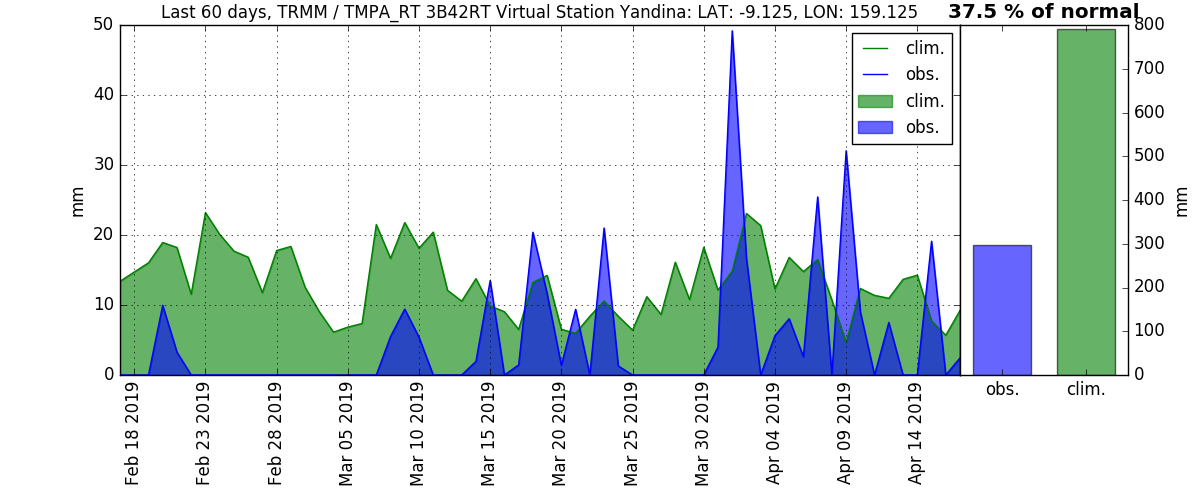 Last 60 days, TRMM / TMPA_RT 3B42RT Virtual Station Yandina: LAT: -9.125, LON: 159.125
37.5 % of normal
50
40
30
20
10
0
mm
clim.
obs.
clim.
obs.
800
700
600
500
400
300
200
100
0
mm
Feb 18 2019
Feb 23 2019
Feb 28 2019
Mar 05 2019
Mar 10 2019
Mar 15 2019
Mar 20 2019
Mar 25 2019
Mar 30 2019
Apr 04 2019
Apr 09 2019
Apr 14 2019
obs.
clim.